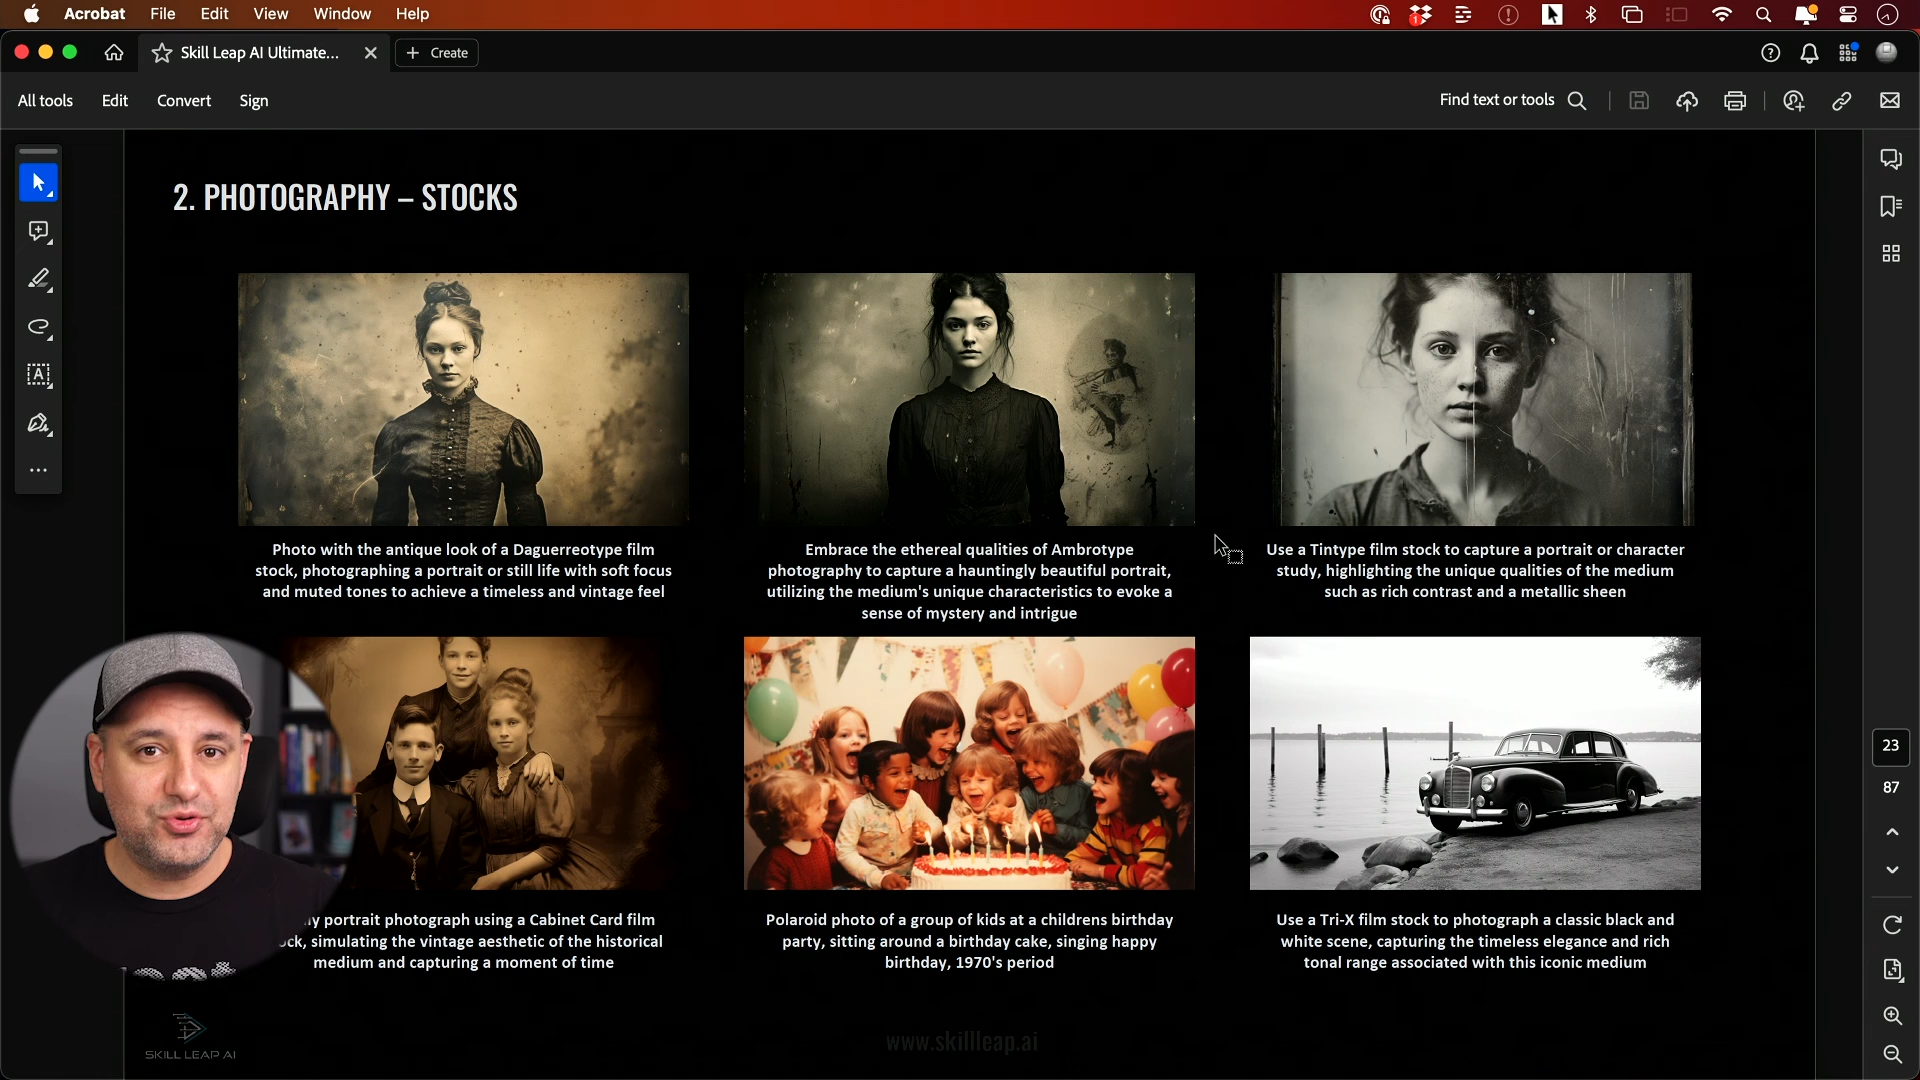 Acrobat File Edit View Window Help
1
Skill Leap AI Ultimate... Create
All tools Edit Convert Sign
Find text or tools
2. PHOTOGRAPHY – STOCKS
Photo with the antique look of a Daguerreotype film
stock, photographing a portrait or still life with soft focus
and muted tones to achieve a timeless and vintage feel
Embrace the ethereal qualities of Ambrotype
photography to capture a hauntingly beautiful portrait,
utilizing the medium's unique characteristics to evoke a
sense of mystery and intrigue
Use a Tintype film stock to capture a portrait or character
study, highlighting the unique qualities of the medium
such as rich contrast and a metallic sheen
portrait photograph using a Cabinet Card film
simulating the vintage aesthetic of the historical
medium and capturing a moment of time
Polaroid photo of a group of kids at a childrens birthday
party, sitting around a birthday cake, singing happy
birthday, 1970's period
Use a Tri-X film stock to photograph a classic black and
white scene, capturing the timeless elegance and rich
tonal range associated with this iconic medium
23
87
SKILL LEAP AI
www.skillleap.ai